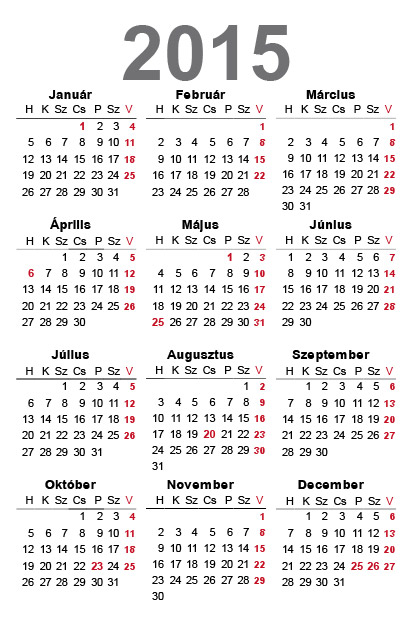 2015
Január
H K Sz Cs P Sz V
1 2 3 4
5 6 7 8 9 10 11
12 13 14 15 16 17 18
19 20 21 22 23 24 25
26 27 28 29 30 31
Február
H K Sz Cs P Sz V
1
2 3 4 5 6 7 8
9 10 11 12 13 14 15
16 17 18 19 20 21 22
23 24 25 26 27 28
Március
H K Sz Cs P Sz V
1
2 3 4 5 6 7 8
9 10 11 12 13 14 15
16 17 18 19 20 21 22
23 24 25 26 27 28 29
30 31
Április
H K Sz Cs P Sz V
1 2 3 4 5
6 7 8 9 10 11 12
13 14 15 16 17 18 19
20 21 22 23 24 25 26
27 28 29 30
Május
H K Sz Cs P Sz V
1 2 3
4 5 6 7 8 9 10
11 12 13 14 15 16 17
18 19 20 21 22 23 24
25 26 27 28 29 30 31
Június
H K Sz Cs P Sz V
1 2 3 4 5 6 7
8 9 10 11 12 13 14
15 16 17 18 19 20 21
22 23 24 25 26 27 28
29 30
Július
H K Sz Cs P Sz V
1 2 3 4 5
6 7 8 9 10 11 12
13 14 15 16 17 18 19
20 21 22 23 24 25 26
27 28 29 30 31
Augusztus
H K Sz Cs P Sz V
1 2
3 4 5 6 7 8 9
10 11 12 13 14 15 16
17 18 19 20 21 22 23
24 25 26 27 28 29 30
31
Szeptember
H K Sz Cs P Sz V
1 2 3 4 5 6
7 8 9 10 11 12 13
14 15 16 17 18 19 20
21 22 23 24 25 26 27
28 29 30
Október
H K Sz Cs P Sz V
1 2 3 4
5 6 7 8 9 10 11
12 13 14 15 16 17 18
19 20 21 22 23 24 25
26 27 28 29 30 31
November
H K Sz Cs P Sz V
1
2 3 4 5 6 7 8
9 10 11 12 13 14 15
16 17 18 19 20 21 22
23 24 25 26 27 28 29
30
December
H K Sz Cs P Sz V
1 2 3 4 5 6
7 8 9 10 11 12 13
14 15 16 17 18 19 20
21 22 23 24 25 26 27
28 29 30 31